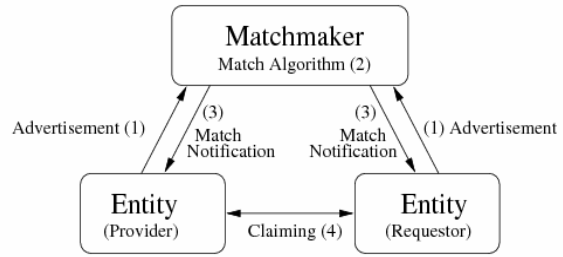 Matchmaker
Match Algorithm (2)
Advertisement (1)
(3)
Match
Notification
(3)
Match
Notification
(1) Advertisement
Entity
(Provider)
Claiming (4)
Entity
(Requestor)